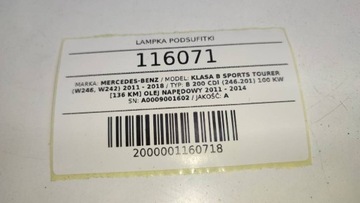 LAMPKA PODSUFITKI
116071
MARKA: MERCEDES-BENZ / MODEL: KLASA B SPORTS TOURER
(W246, W242) 2011 - 2018 / TYP: B 200 CDI (246.201) 100 KW
[136 KM) OLEJ NAPĘDOWY 2011 - 2014
SN: A0009001602 / JAKOŚĆ: A
2000001160718